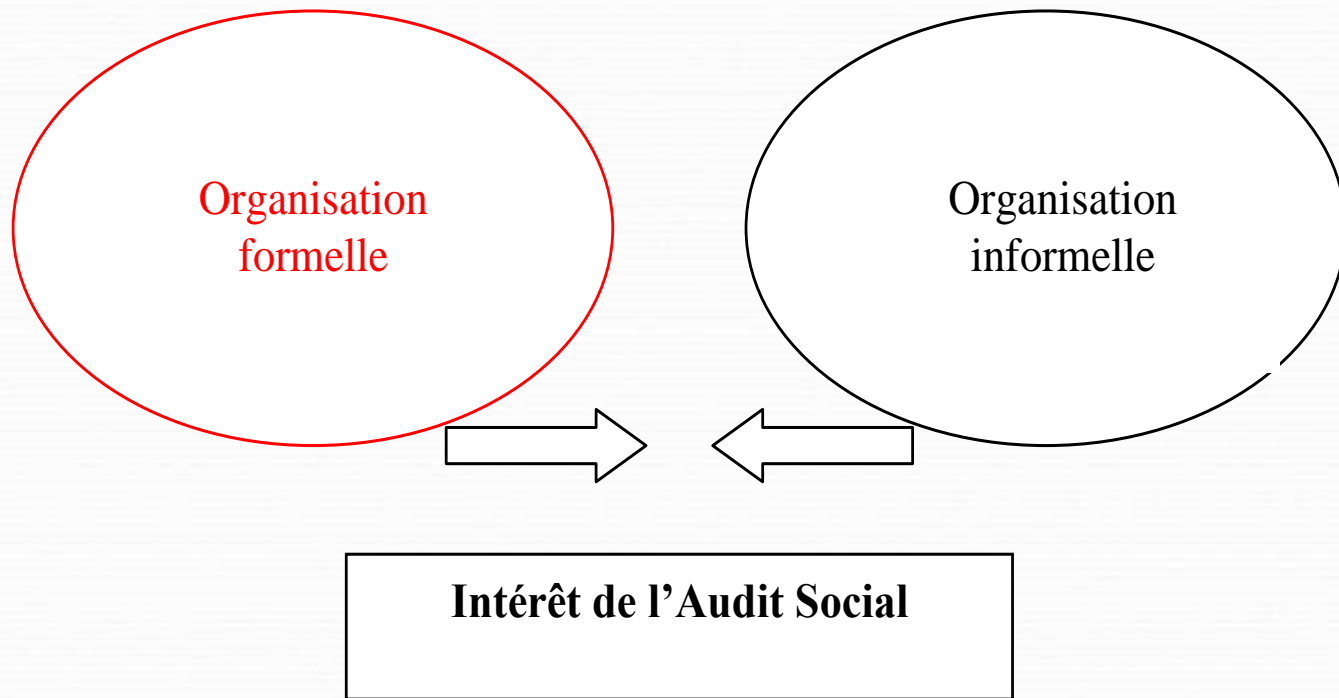 Organisation
formelle
Organisation
informelle
Intérêt de l’Audit Social